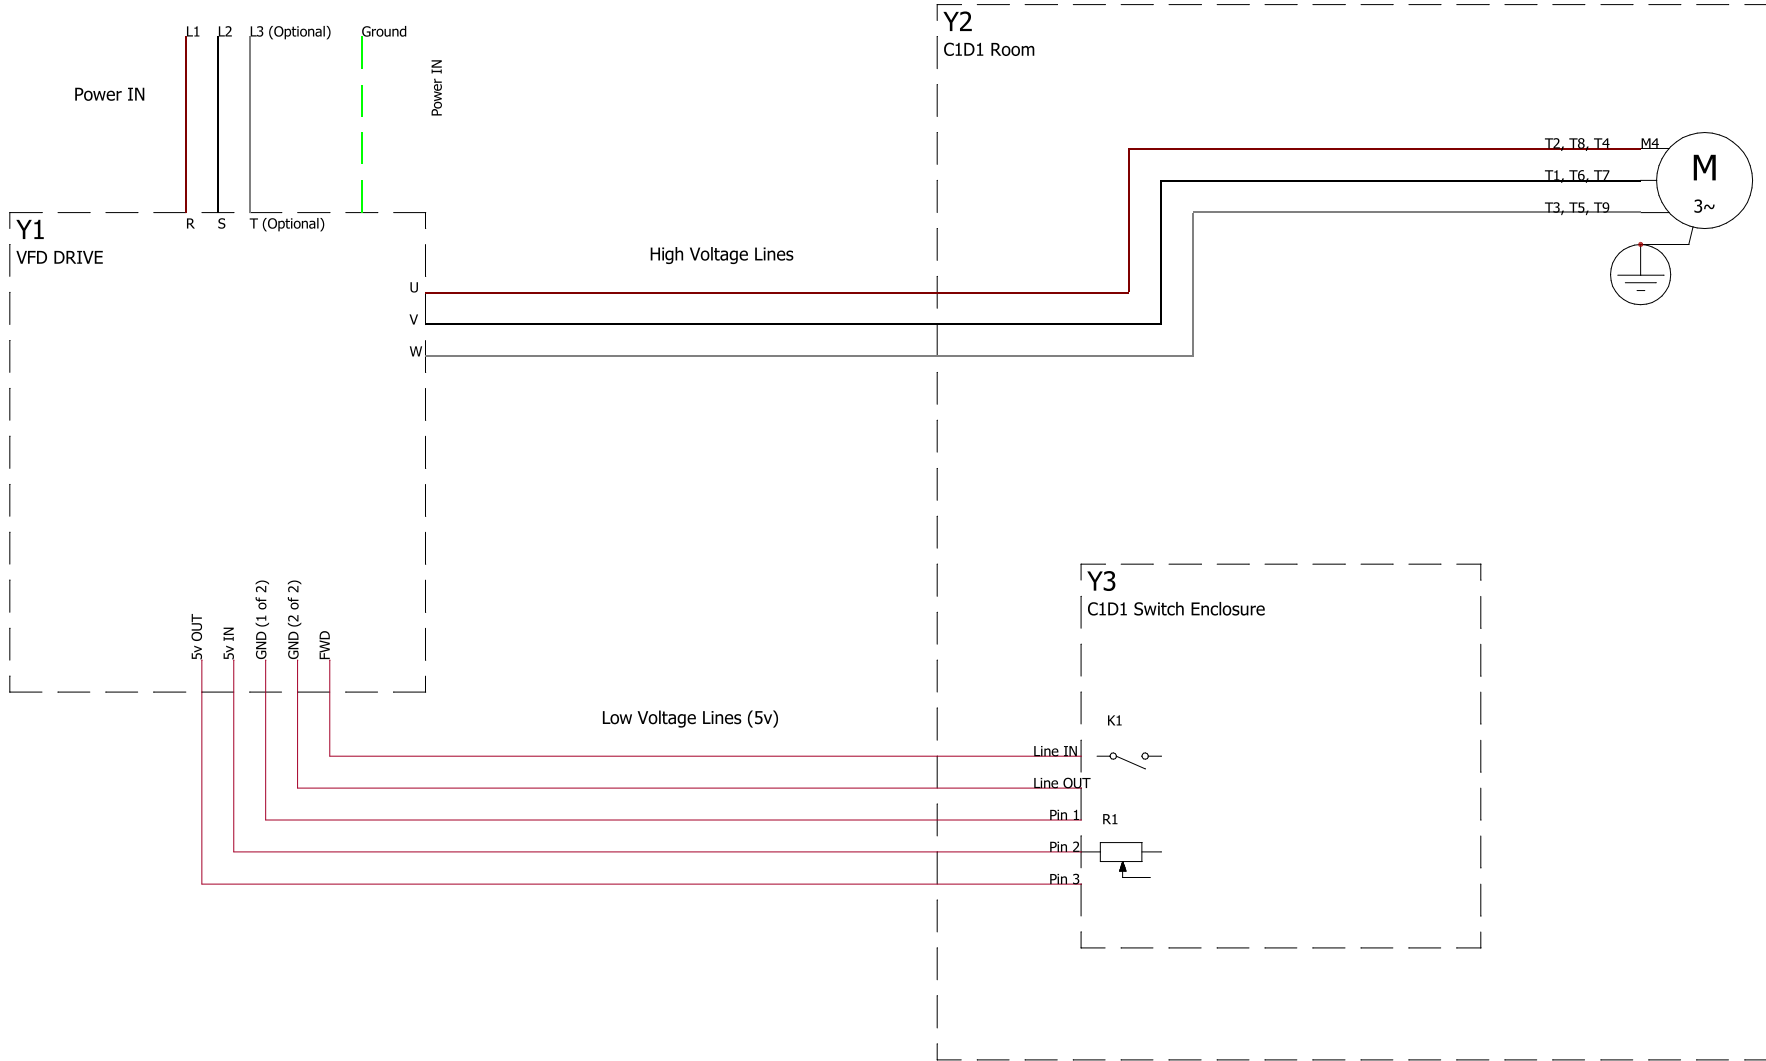 L1
L2
L3 (Optional)
Ground
Power IN
Power IN
Y2
C1D1 Room
T2, T8, T4
M4
M
T1, T6, T7
3~
T3, T5, T9
R
S
T (Optional)
Y1
VFD DRIVE
High Voltage Lines
U
V
W
Y3
C1D1 Switch Enclosure
5v OUT
5v IN
GND (1 of 2)
GND (2 of 2)
FWD
Low Voltage Lines (5v)
K1
Line IN
Line OUT
Pin 1
R1
Pin 2
Pin 3